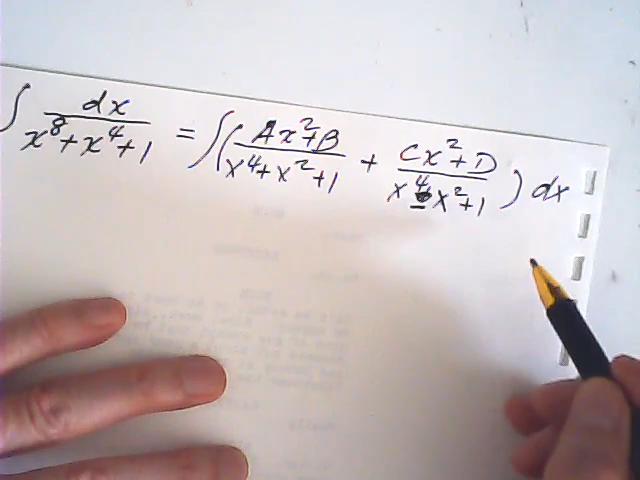 ∫ dx / (x⁸+x⁴+1) = ∫( (Ax²+B) / (x⁴+x²+1) + (Cx²+D) / (x⁴-x²+1) ) dx